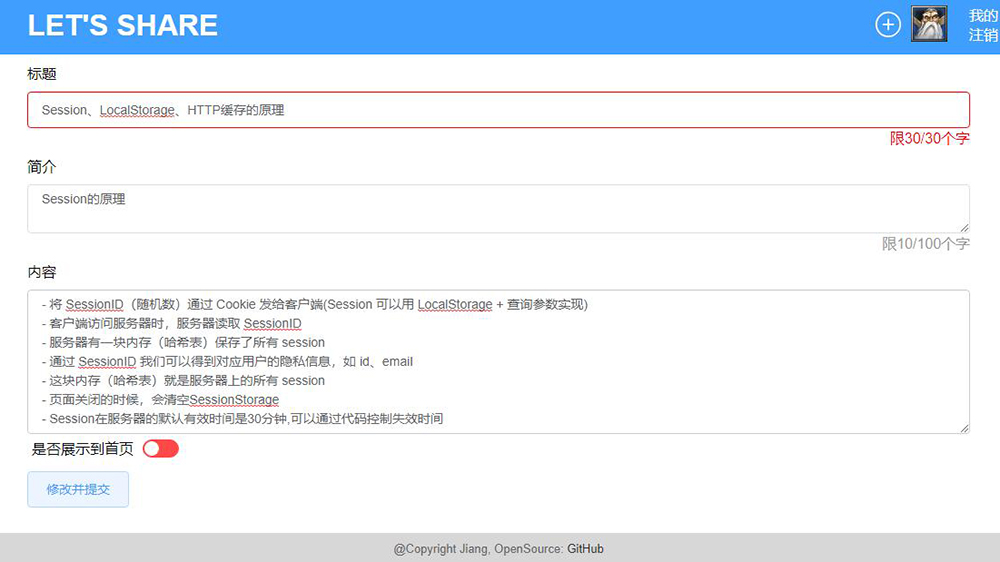 LET'S SHARE
我的
注销
标题
Session、LocalStorage、HTTP缓存的原理
限30/30个字
简介
Session的原理
限10/100个字
内容
- 将 SessionID（随机数）通过 Cookie 发给客户端(Session 可以用 LocalStorage + 查询参数实现)
- 客户端访问服务器时，服务器读取 SessionID
- 服务器有一块内存（哈希表）保存了所有 session
- 通过 SessionID 我们可以得到对应用户的隐私信息，如 id、email
- 这块内存（哈希表）就是服务器上的所有 session
- 页面关闭的时候，会清空SessionStorage
- Session在服务器的默认有效时间是30分钟,可以通过代码控制失效时间
是否展示到首页
修改并提交
@Copyright Jiang, OpenSource: GitHub